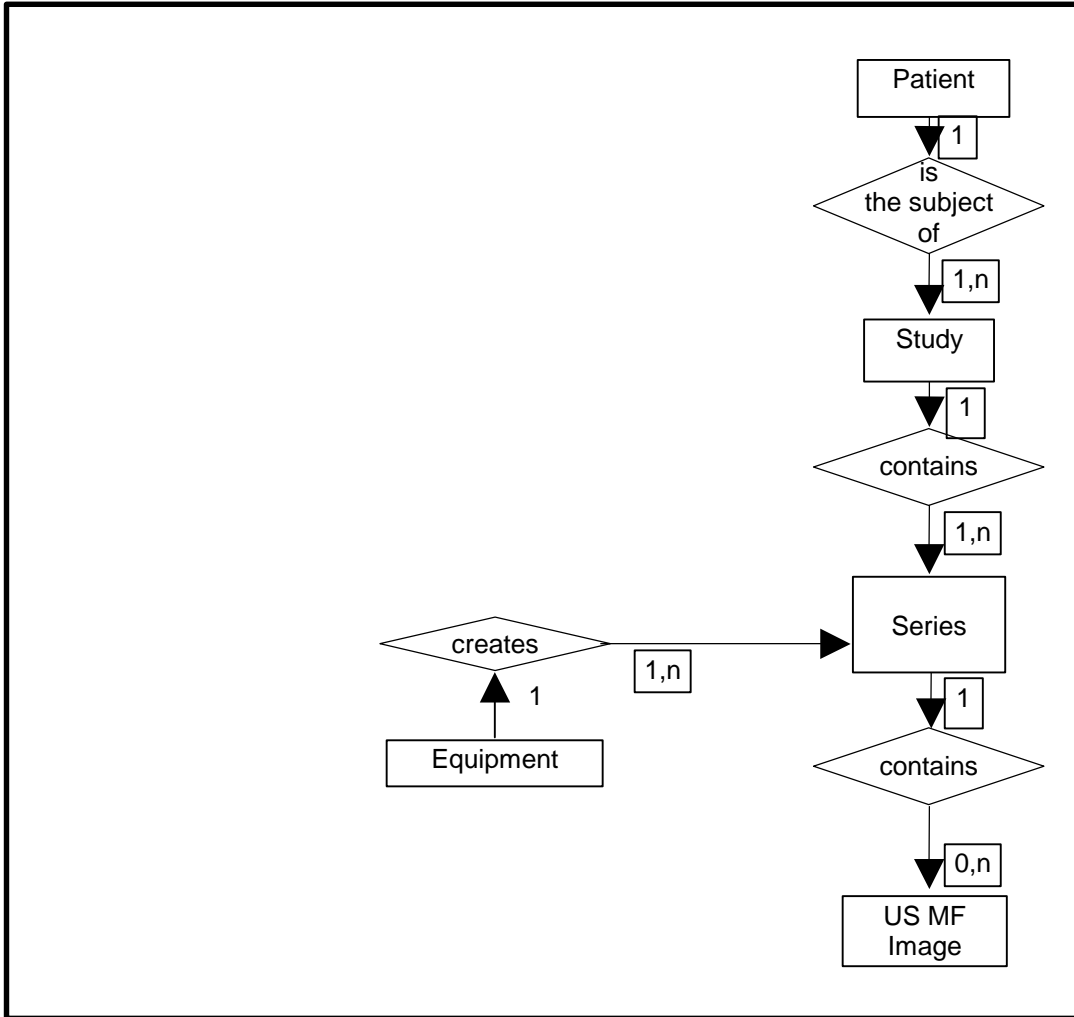 Patient
1
is
the subject
of
1,n
Study
1
contains
1,n
Series
creates
1,n
1
1
Equipment
contains
0,n
US MF
Image